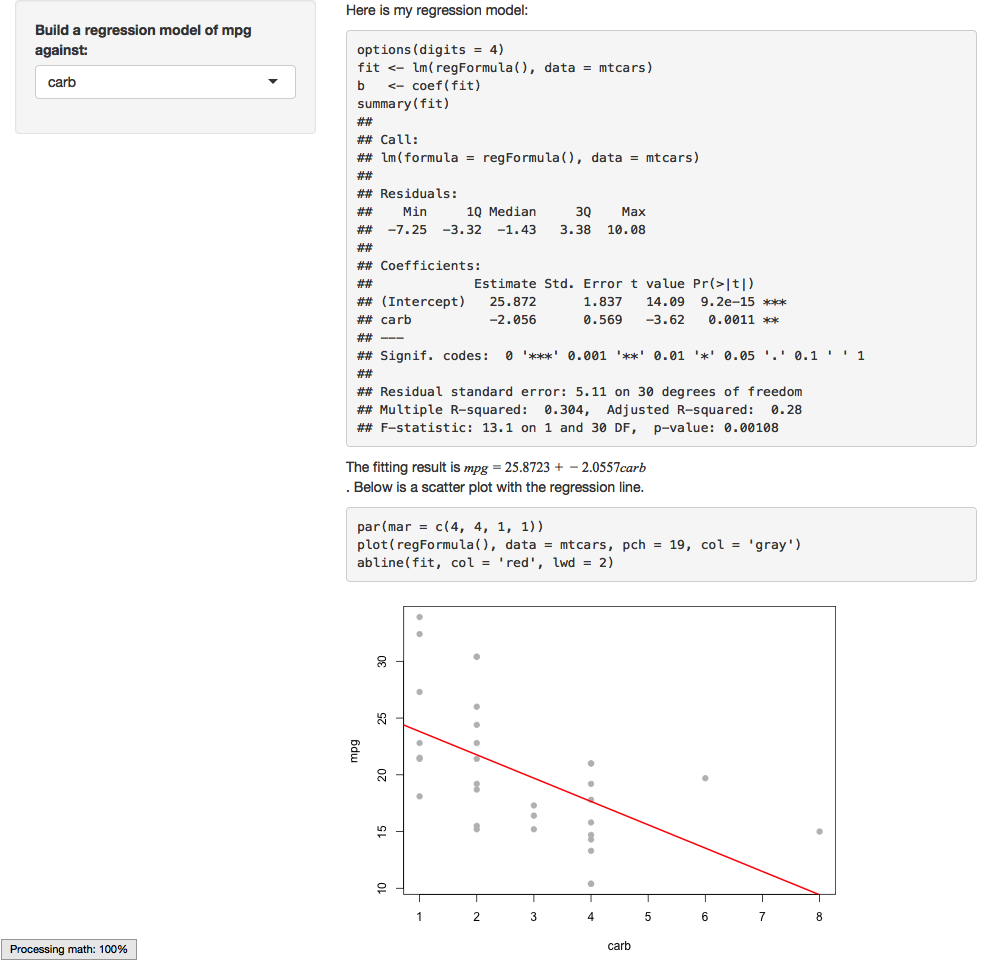 Build a regression model of mpg
against:
carb
Here is my regression model:
options(digits = 4)
fit <- lm(regFormula(), data = mtcars)
b   <- coef(fit)
summary(fit)
##
## Call:
## lm(formula = regFormula(), data = mtcars)
##
## Residuals:
##    Min     1Q Median     3Q    Max
##  -7.25  -3.32  -1.43   3.38  10.08
##
## Coefficients:
##             Estimate Std. Error t value Pr(>|t|)
## (Intercept)   25.872      1.837   14.09  9.2e-15 ***
## carb          -2.056      0.569   -3.62   0.0011 **
## ---
## Signif. codes:  0 '***' 0.001 '**' 0.01 '*' 0.05 '.' 0.1 ' ' 1
##
## Residual standard error: 5.11 on 30 degrees of freedom
## Multiple R-squared:  0.304,  Adjusted R-squared:  0.28
## F-statistic: 13.1 on 1 and 30 DF,  p-value: 0.00108
The fitting result is mpg = 25.8723 + − 2.0557carb
. Below is a scatter plot with the regression line.
par(mar = c(4, 4, 1, 1))
plot(regFormula(), data = mtcars, pch = 19, col = 'gray')
abline(fit, col = 'red', lwd = 2)
30
25
20
15
10
mpg
1 2 3 4 5 6 7 8
carb
Processing math: 100%